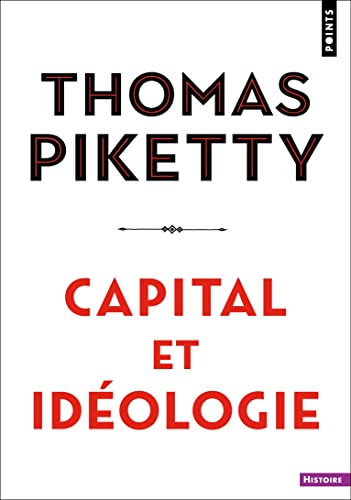 POINTS
THOMAS
PIKETTY
CAPITAL
ET
IDÉOLOGIE
HISTOIRE